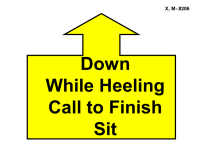 X, M- 8206
Down
While Heeling
Call to Finish
Sit